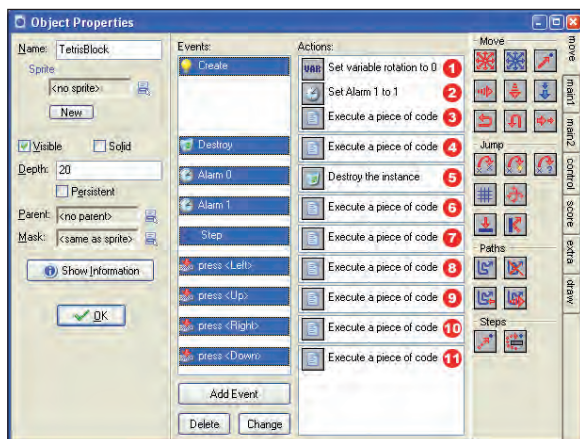 Object Properties
Name: TetrisBlock
Sprite
<no sprite>
New
Visible
Solid
Depth: 20
Persistent
Parent: <no parent>
Mask: <same as sprite>
Show Information
OK
Events:
Create
Destroy
Alarm 0
Alarm 1
Step
press <Left>
press <Up>
press <Right>
press <Down>
Add Event
Delete
Change
Actions:
VAR Set variable rotation to 0 1
Set Alarm 1 to 1 2
Execute a piece of code 3
Execute a piece of code 4
Destroy the instance 5
Execute a piece of code 6
Execute a piece of code 7
Execute a piece of code 8
Execute a piece of code 9
Execute a piece of code 10
Execute a piece of code 11
Move
Jump
Paths
Steps
move
main1
main2
control
score
extra
draw